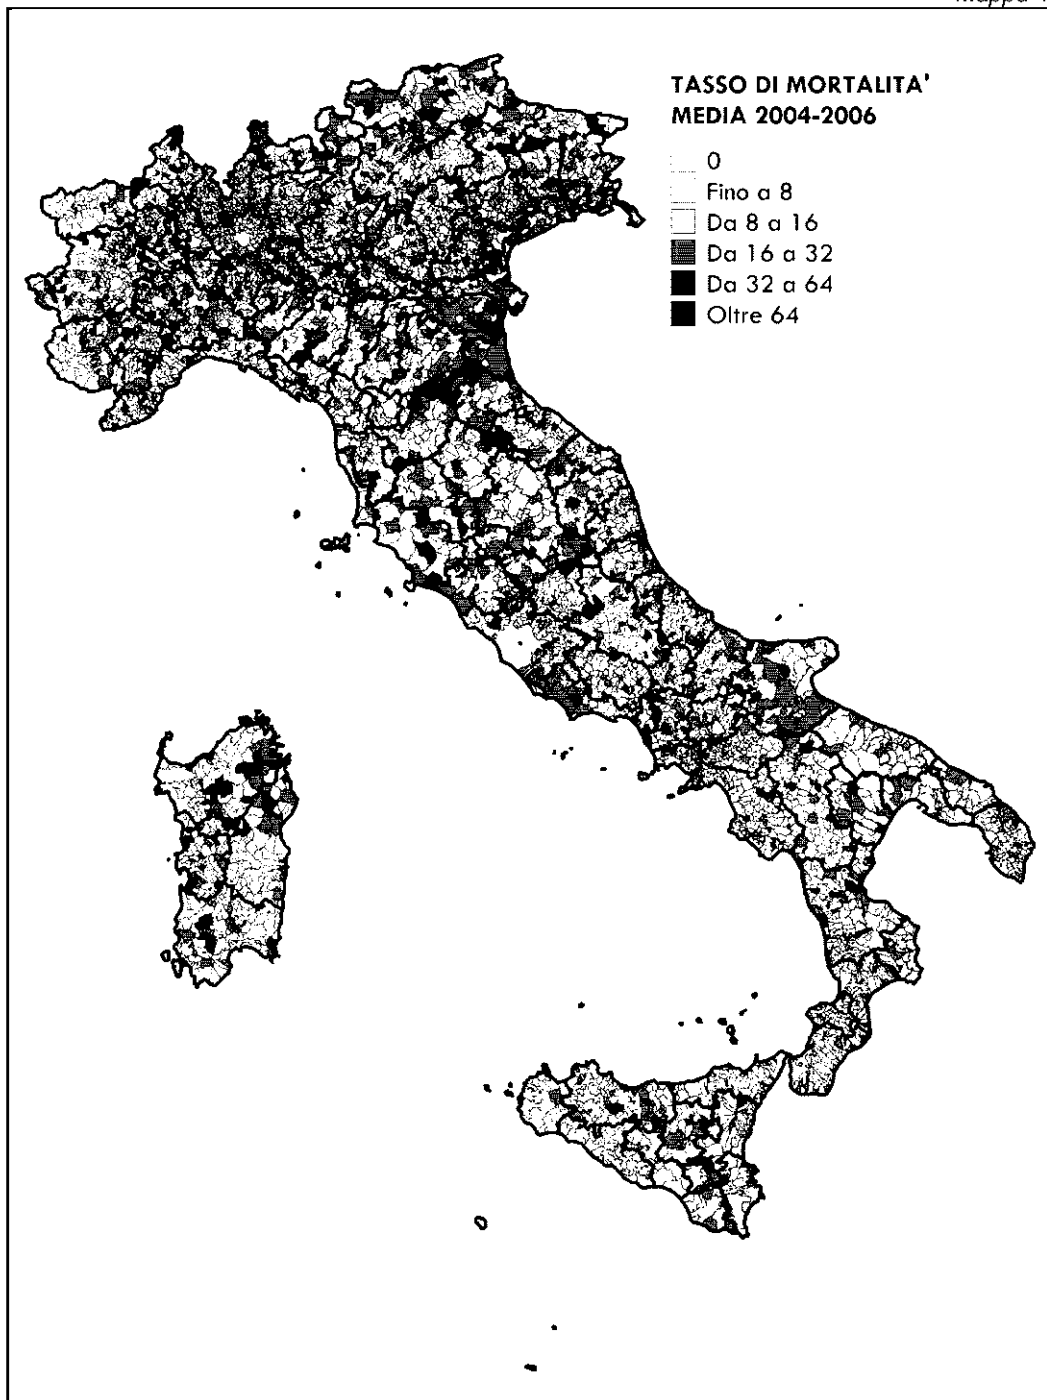 Mappa
TASSO DI MORTALITA'
MEDIA 2004-2006
0
Fino a 8
Da 8 a 16
Da 16 a 32
Da 32 a 64
Oltre 64